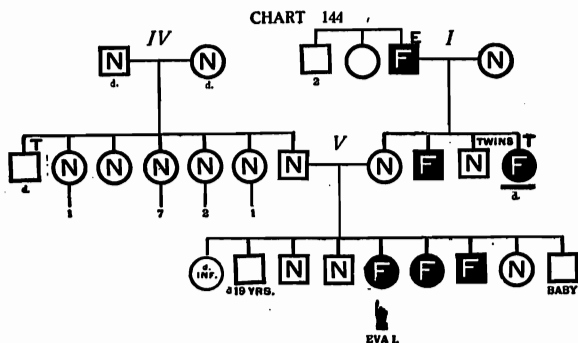 CHART 144
IV E I
N N F N
d. d. 2
T V TWINS T
N N N N N N N F N F
d. d.
1 7 2 1
d. INF. N N F F F N
d 19 YRS. BABY
EVA L